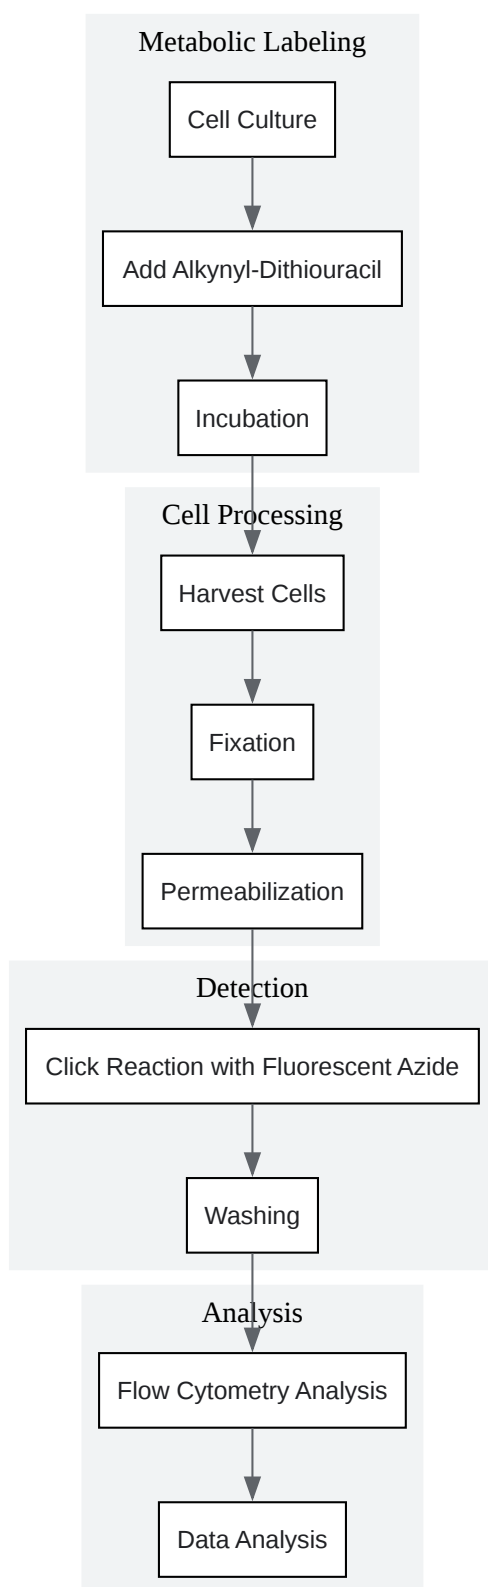 Metabolic Labeling
Cell Culture
Add Alkynyl-Dithiouracil
Incubation
Cell Processing
Harvest Cells
Fixation
Permeabilization
Detection
Click Reaction with Fluorescent Azide
Washing
Analysis
Flow Cytometry Analysis
Data Analysis